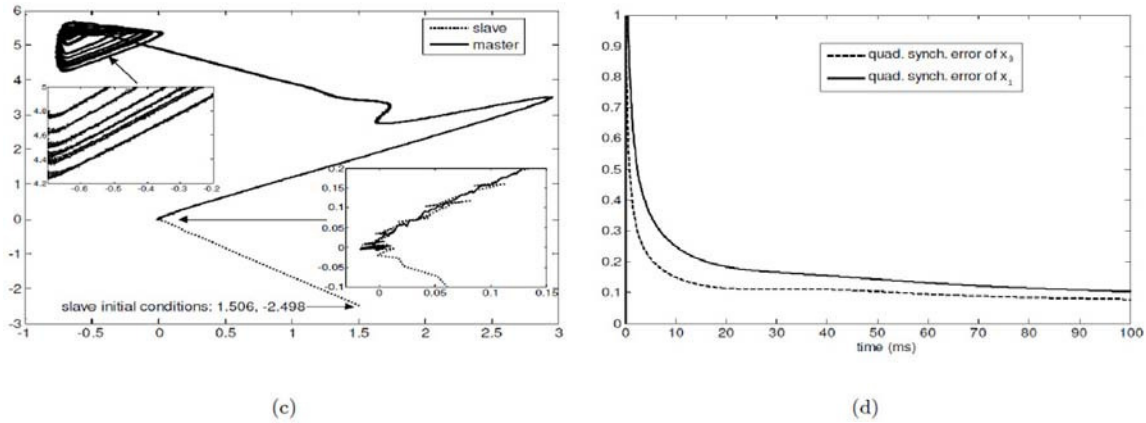 6
5
4
3
2
1
0
-1
-2
-3
-1 -0.5 0 0.5 1 1.5 2 2.5 3
slave
master
5
4.8
4.6
4.4
4.2
-0.6 -0.5 -0.4 -0.3 -0.2
0.2
0.15
0.1
0.05
0
-0.05
-0.1
0 0.05 0.1 0.15
slave initial conditions: 1.506, -2.498
(c)
1
0.9
0.8
0.7
0.6
0.5
0.4
0.3
0.2
0.1
0
0 10 20 30 40 50 60 70 80 90 100
quad. synch. error of x₃
quad. synch. error of x₁
time (ms)
(d)